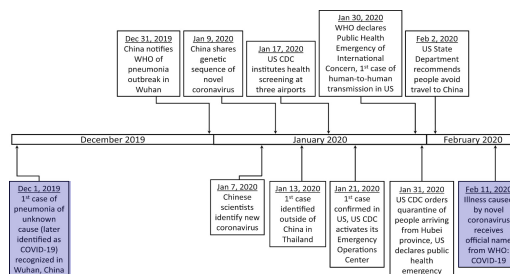 Dec 31, 2019
China notifies
WHO of
pneumonia
outbreak in
Wuhan
Jan 9, 2020
China shares
genetic
sequence of
novel
coronavirus
Jan 17, 2020
US CDC
institutes health
screening at
three airports
Jan 30, 2020
WHO declares
Public Health
Emergency of
International
Concern, 1st case of
human-to-human
transmission in US
Feb 2, 2020
US State
Department
recommends
people avoid
travel to China
December 2019
January 2020
February 2020
Dec 1, 2019
1st case of
pneumonia of
unknown
cause (later
identified as
COVID-19)
recognized in
Wuhan, China
Jan 7, 2020
Chinese
scientists
identify new
coronavirus
Jan 13, 2020
1st case
identified
outside of
China in
Thailand
Jan 21, 2020
1st case
confirmed in
US, US CDC
activates its
Emergency
Operations
Center
Jan 31, 2020
US CDC orders
quarantine of
people arriving
from Hubei
province, US
declares public
health
emergency
Feb 11, 2020
Illness caused
by novel
coronavirus
receives
official name
from WHO:
COVID-19